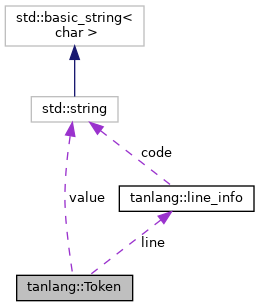 std::basic_string<
char >
std::string
code
value
tanlang::line_info
line
tanlang::Token